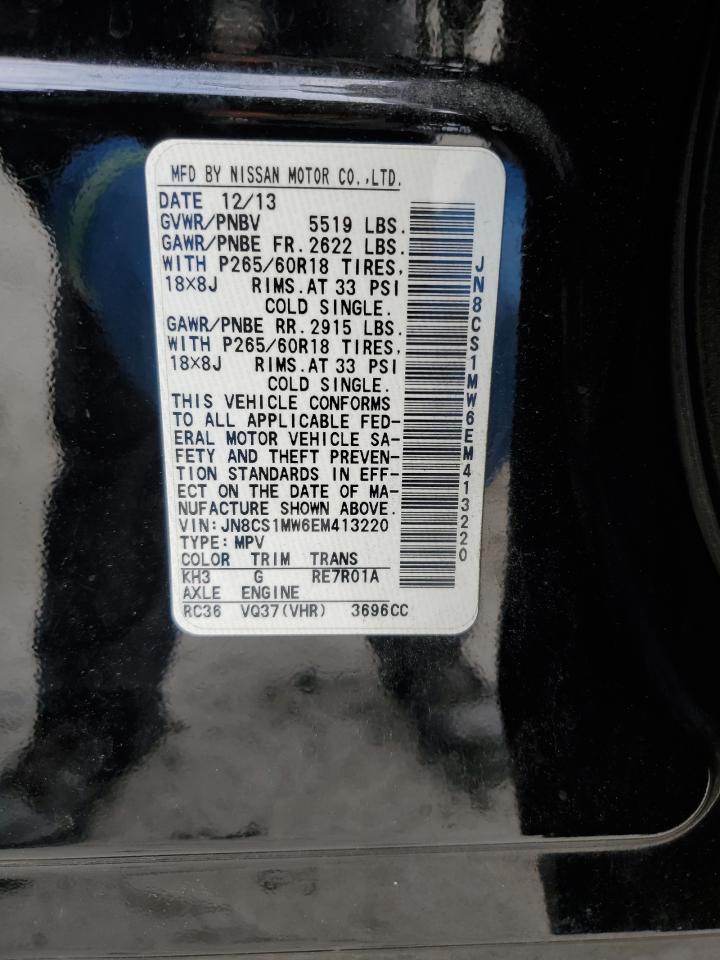 MFD BY NISSAN MOTOR CO.,LTD.
DATE 12/13
GVWR/PNBV 5519 LBS.
GAWR/PNBE FR. 2622 LBS.
WITH P265/60R18 TIRES,
18X8J RIMS.AT 33 PSI
COLD SINGLE.
GAWR/PNBE RR. 2915 LBS.
WITH P265/60R18 TIRES,
18X8J RIMS.AT 33 PSI
COLD SINGLE.
THIS VEHICLE CONFORMS
TO ALL APPLICABLE FED-
ERAL MOTOR VEHICLE SA-
FETY AND THEFT PREVEN-
TION STANDARDS IN EFF-
ECT ON THE DATE OF MA-
NUFACTURE SHOWN ABOVE.
VIN:JN8CS1MW6EM413220
TYPE: MPV
COLOR TRIM TRANS
KH3 G RE7R01A
AXLE ENGINE
RC36 VQ37(VHR) 3696CC
JN8CS1MW6EM413220